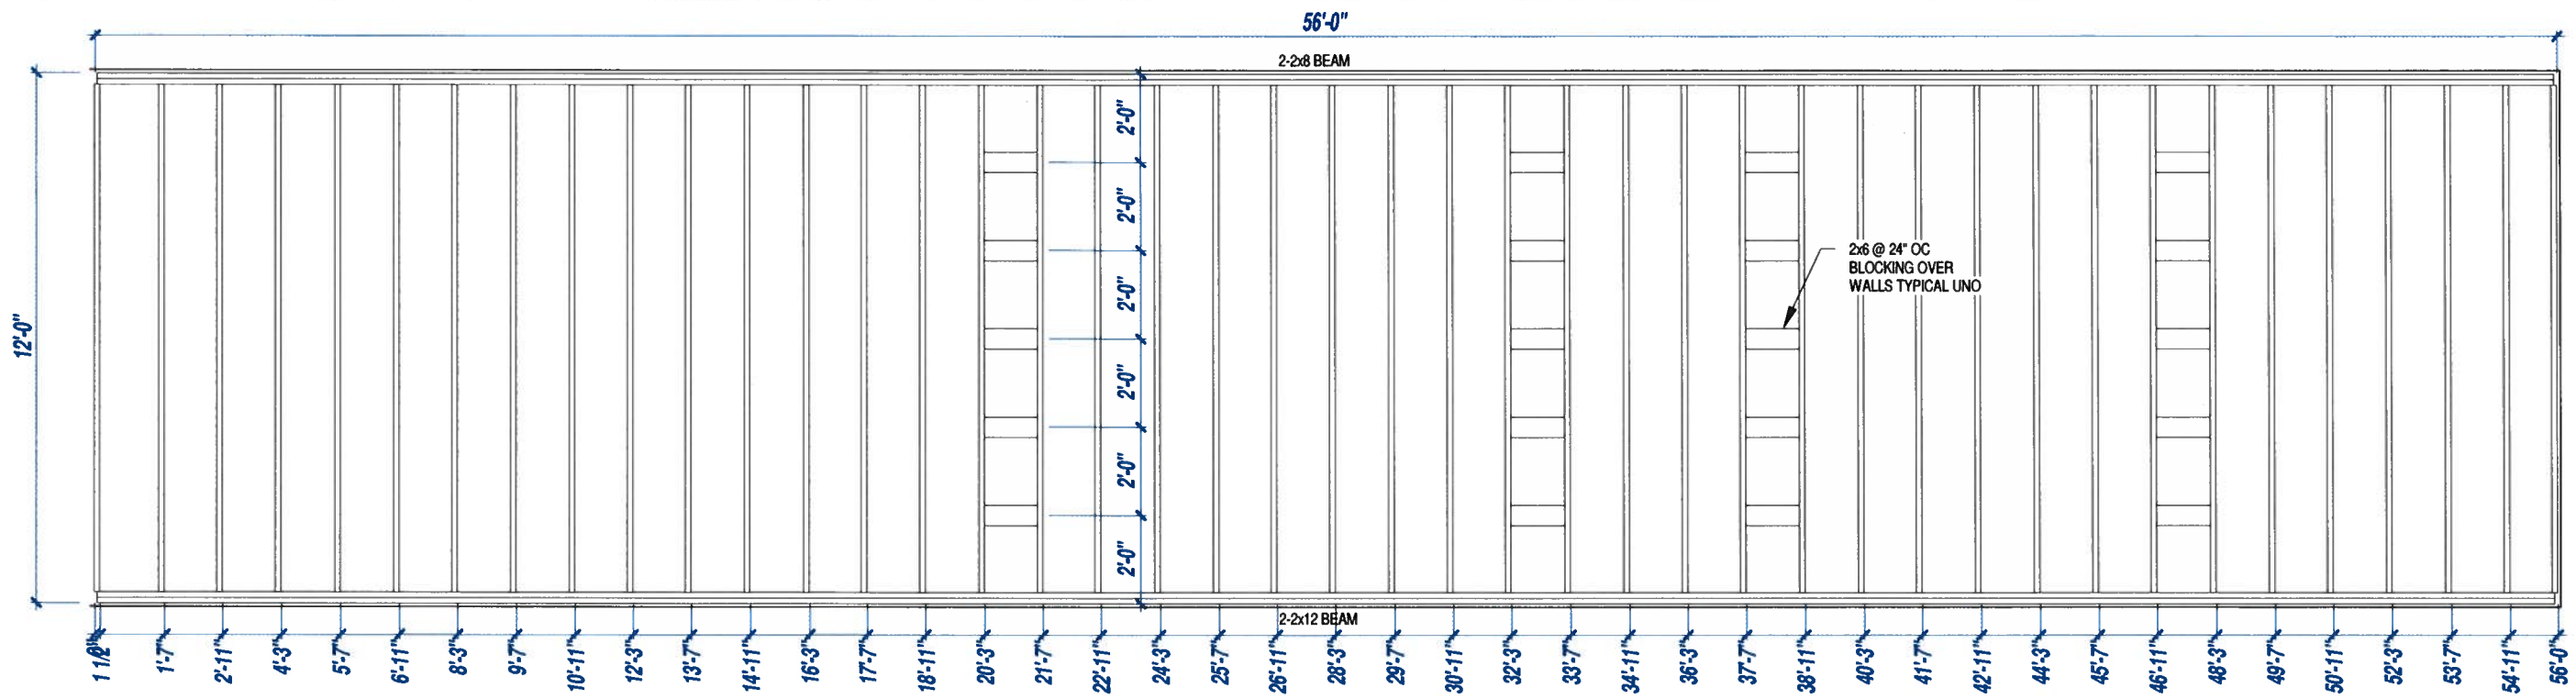 56'-0"
2-2x8 BEAM
12'-0"
2'-0"
2'-0"
2'-0"
2'-0"
2'-0"
2'-0"
2x6 @ 24" OC
BLOCKING OVER
WALLS TYPICAL UNO
2-2x12 BEAM
1 1/2" 1'-7" 2'-11" 4'-3" 5'-7" 6'-11" 8'-3" 9'-7" 10'-11" 12'-3" 13'-7" 14'-11" 16'-3" 17'-7" 18'-11" 20'-3" 21'-7" 22'-11" 24'-3" 25'-7" 26'-11" 28'-3" 29'-7" 30'-11" 32'-3" 33'-7" 34'-11" 36'-3" 37'-7" 38'-11" 40'-3" 41'-7" 42'-11" 44'-3" 45'-7" 46'-11" 48'-3" 49'-7" 50'-11" 52'-3" 53'-7" 54'-11" 56'-0"